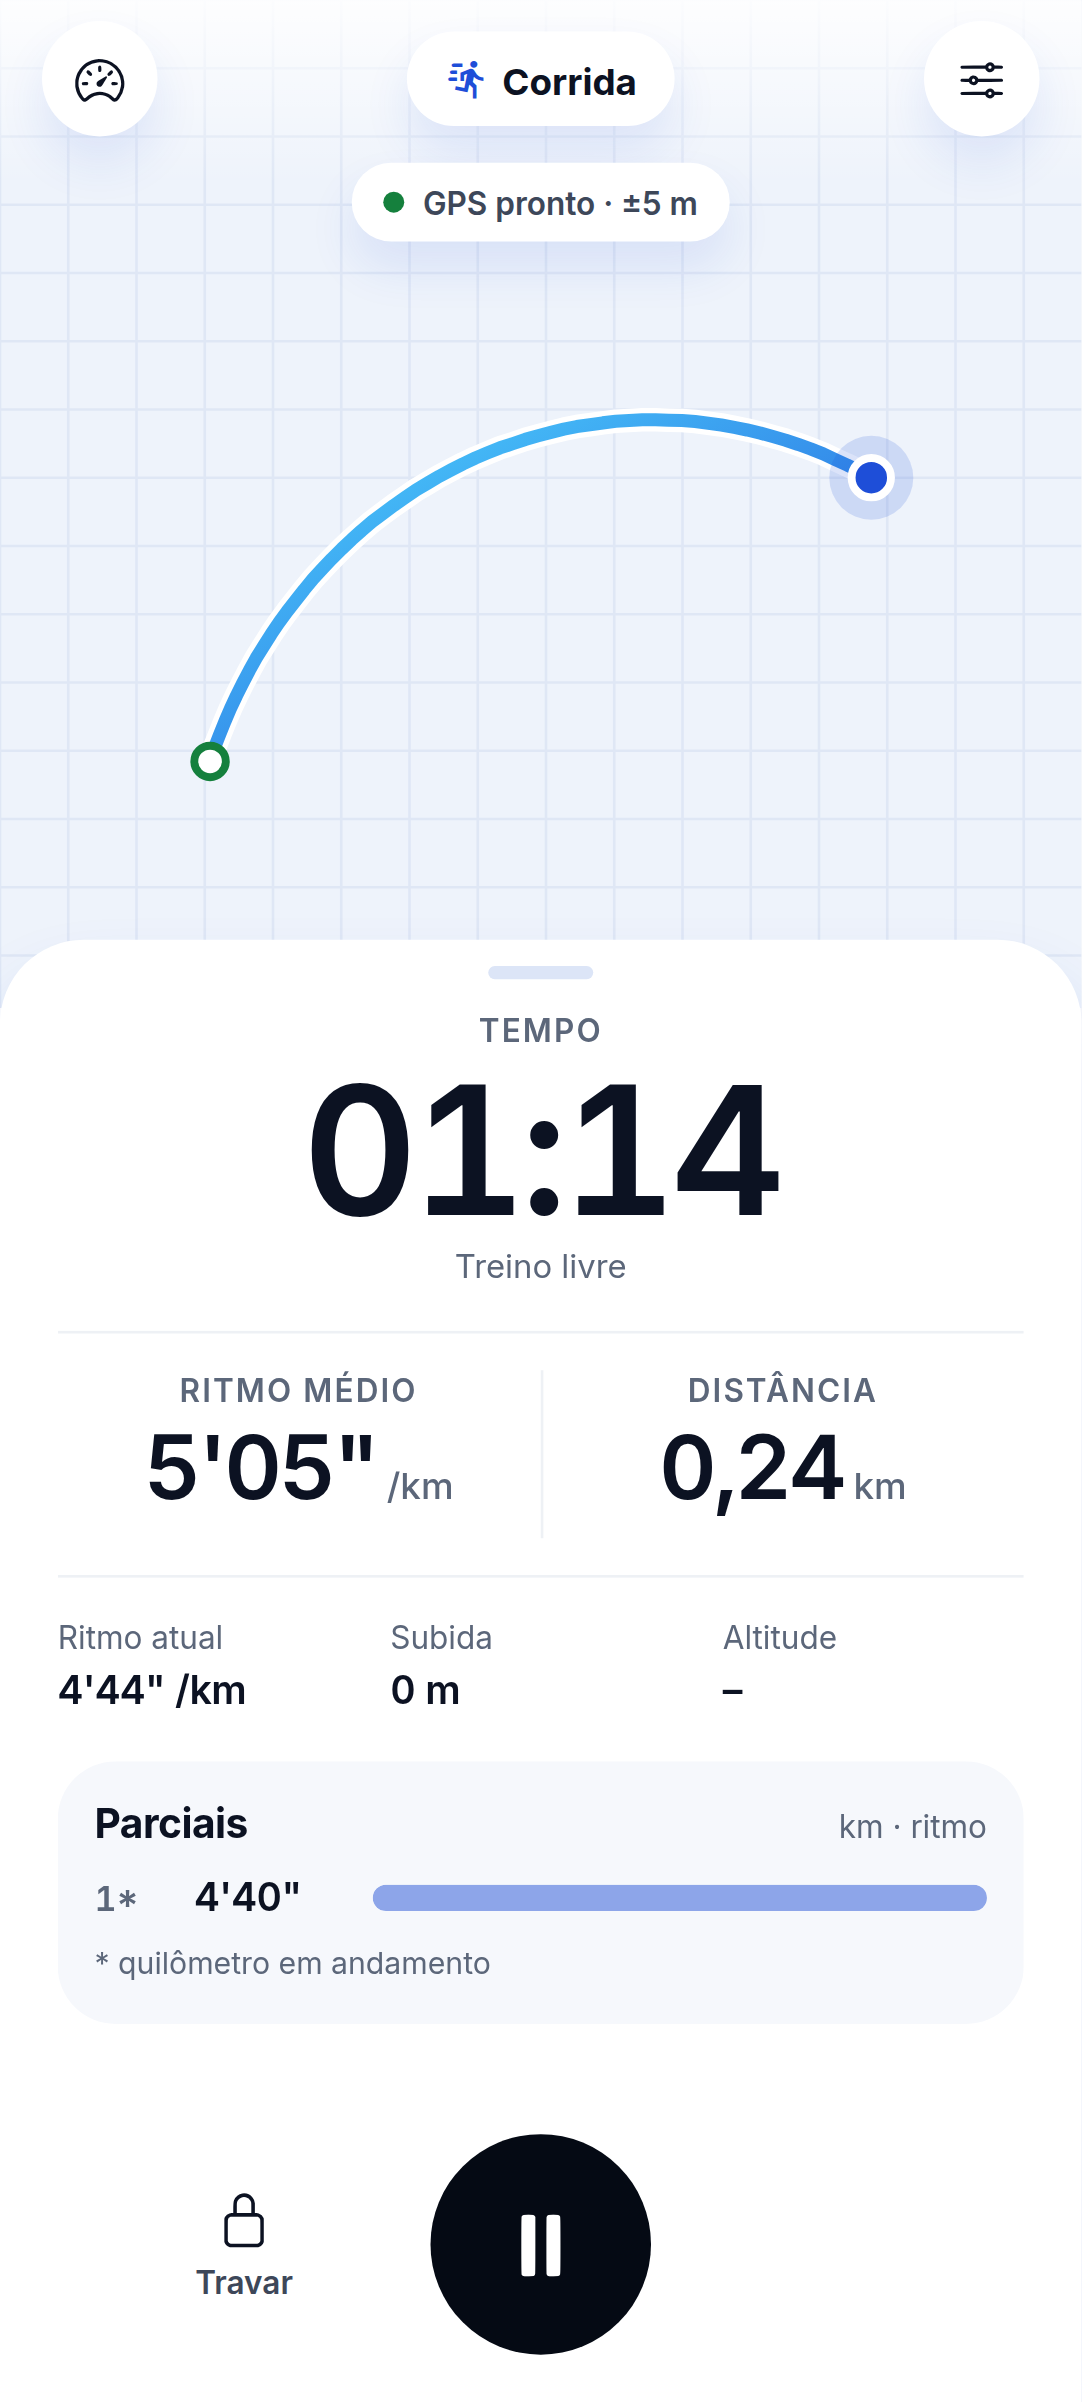 Corrida
GPS pronto · ±5 m
TEMPO
01:14
Treino livre
RITMO MÉDIO
5'05" /km
DISTÂNCIA
0,24 km
Ritmo atual
4'44" /km
Subida
0 m
Altitude
–
Parciais
km · ritmo
1* 4'40"
* quilômetro em andamento
Travar